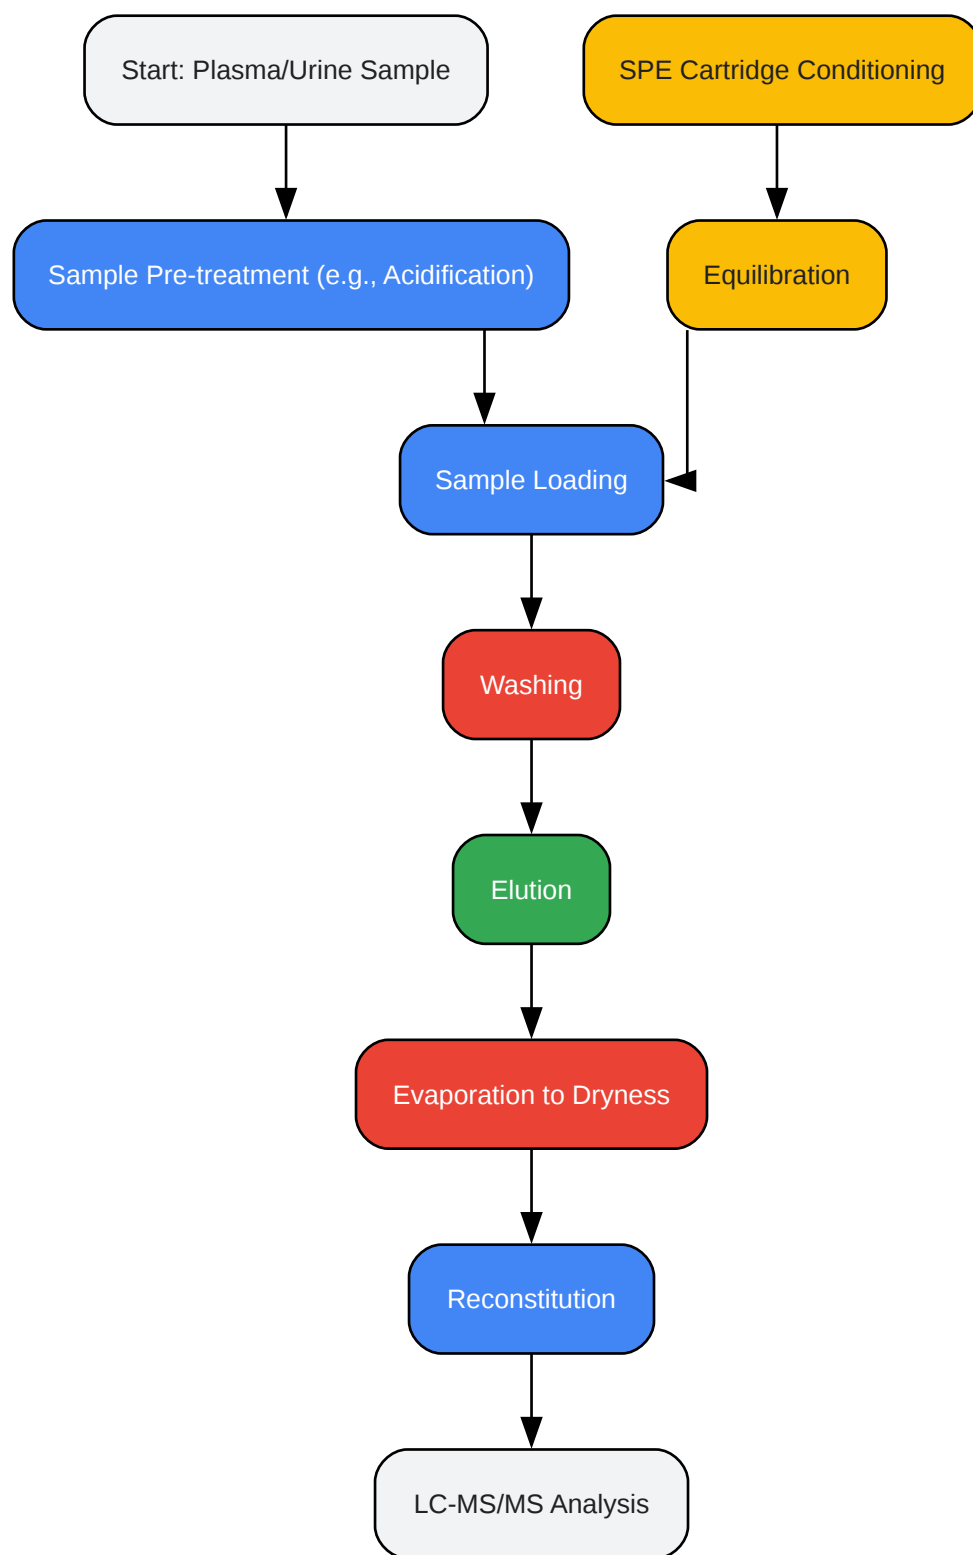 Start: Plasma/Urine Sample
SPE Cartridge Conditioning
Sample Pre-treatment (e.g., Acidification)
Equilibration
Sample Loading
Washing
Elution
Evaporation to Dryness
Reconstitution
LC-MS/MS Analysis